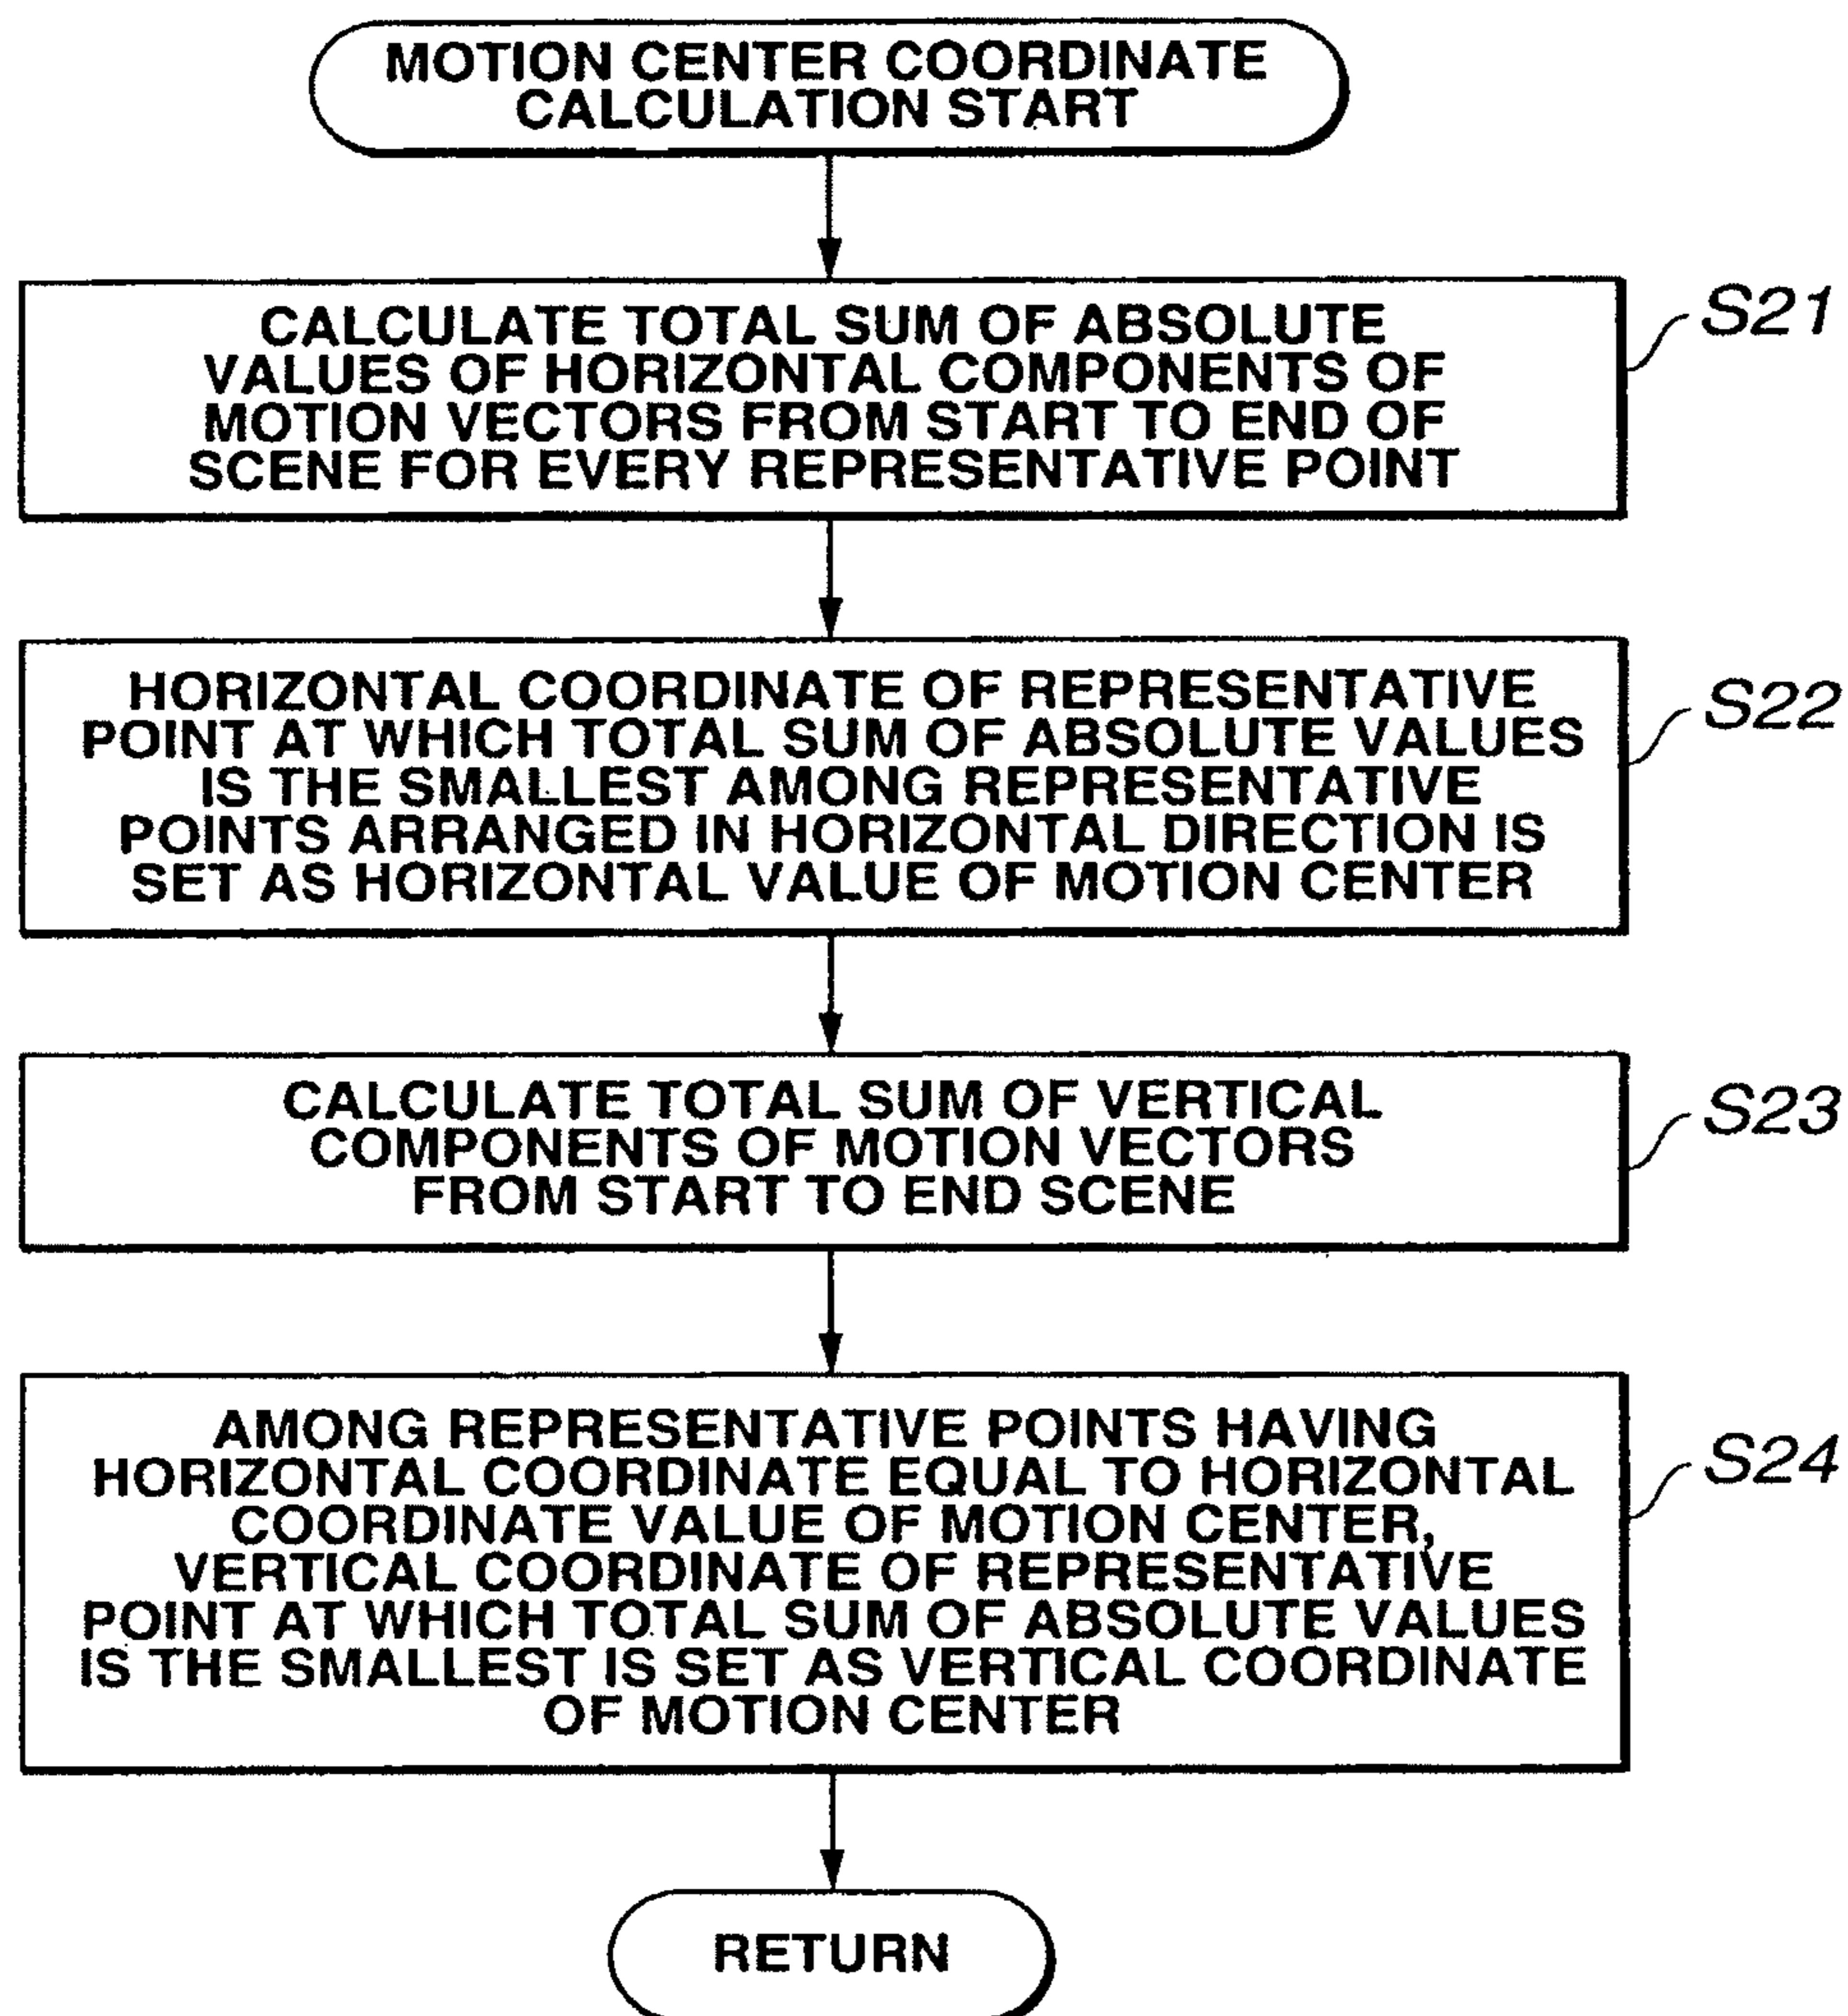 MOTION CENTER COORDINATE
CALCULATION START
CALCULATE TOTAL SUM OF ABSOLUTE
VALUES OF HORIZONTAL COMPONENTS OF
MOTION VECTORS FROM START TO END OF
SCENE FOR EVERY REPRESENTATIVE POINT
S21
HORIZONTAL COORDINATE OF REPRESENTATIVE
POINT AT WHICH TOTAL SUM OF ABSOLUTE VALUES
IS THE SMALLEST AMONG REPRESENTATIVE
POINTS ARRANGED IN HORIZONTAL DIRECTION IS
SET AS HORIZONTAL VALUE OF MOTION CENTER
S22
CALCULATE TOTAL SUM OF VERTICAL
COMPONENTS OF MOTION VECTORS
FROM START TO END SCENE
S23
AMONG REPRESENTATIVE POINTS HAVING
HORIZONTAL COORDINATE EQUAL TO HORIZONTAL
COORDINATE VALUE OF MOTION CENTER,
VERTICAL COORDINATE OF REPRESENTATIVE
POINT AT WHICH TOTAL SUM OF ABSOLUTE VALUES
IS THE SMALLEST IS SET AS VERTICAL COORDINATE
OF MOTION CENTER
S24
RETURN